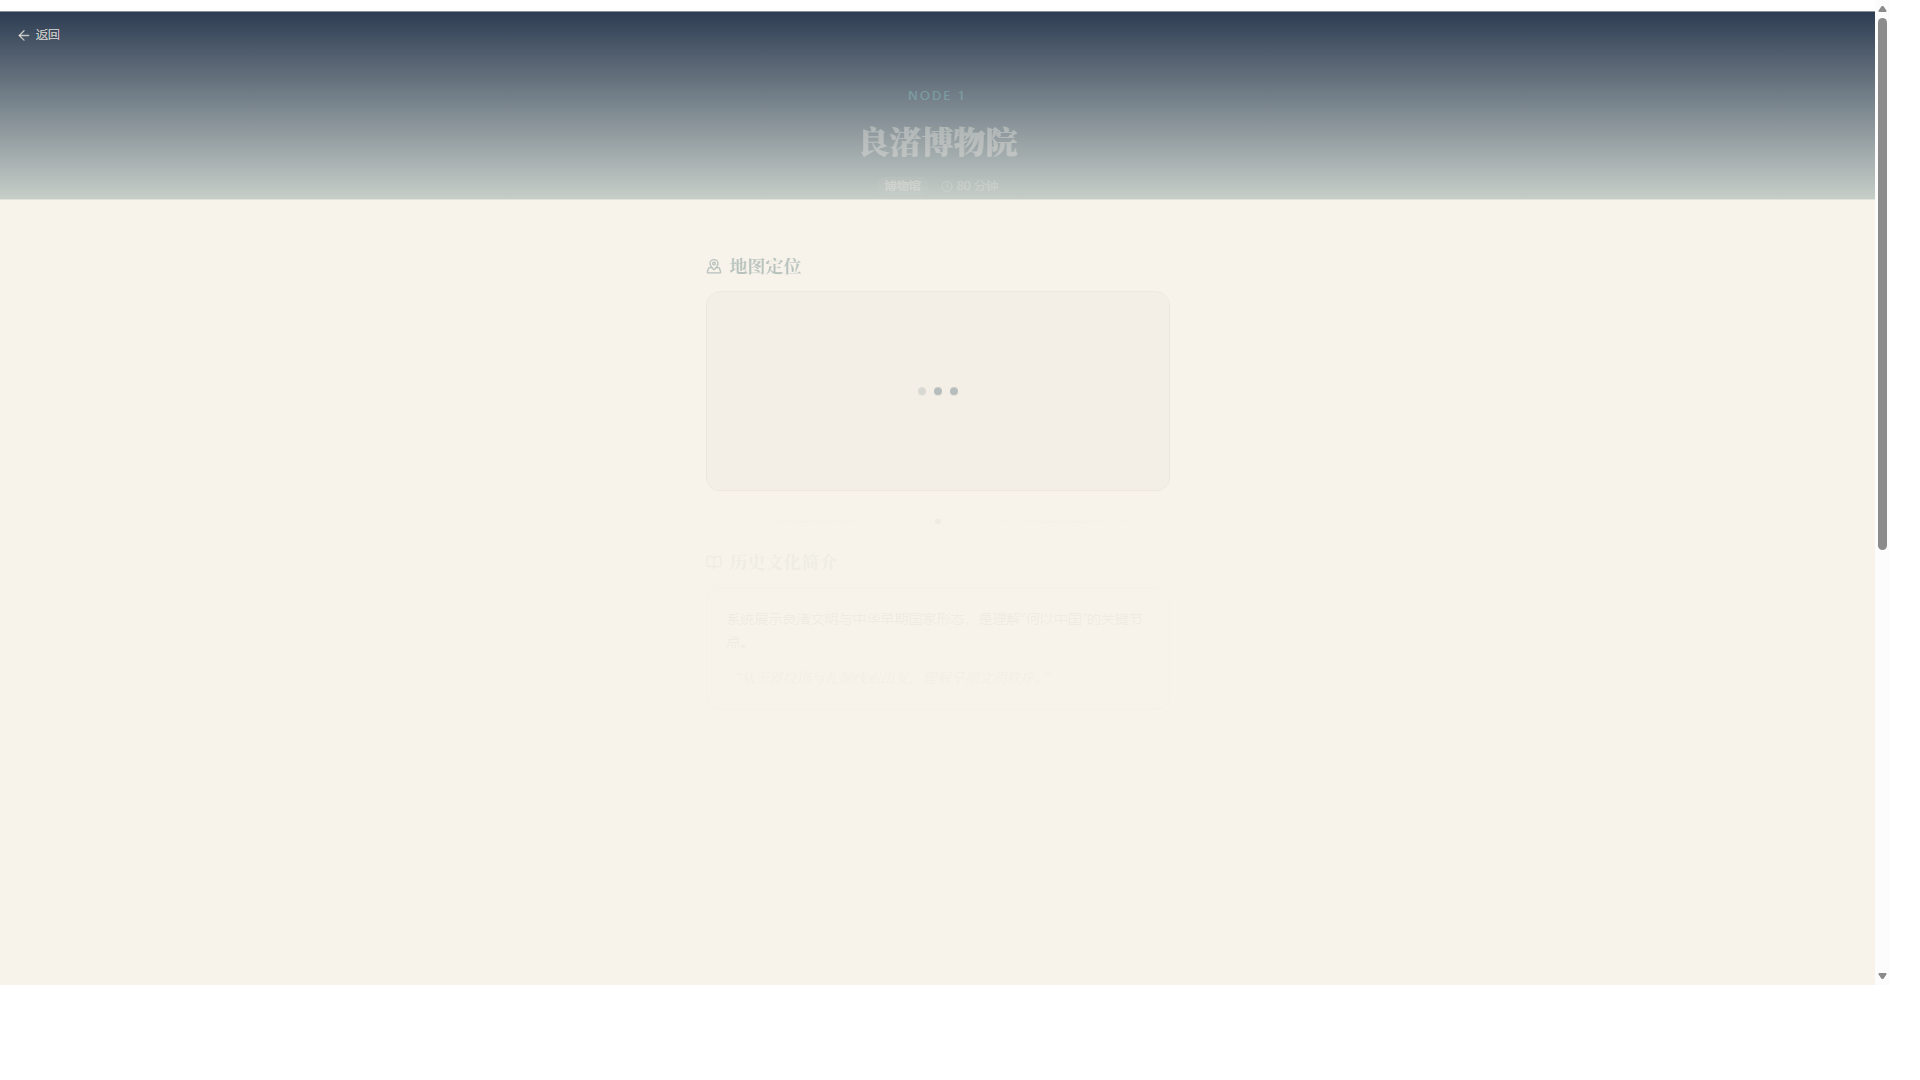 返回
NODE 1
良渚博物院
博物馆 80 分钟
地图定位
历史文化简介
系统展示良渚文明与中华早期国家形态，是理解“何以中国”的关键节
点。